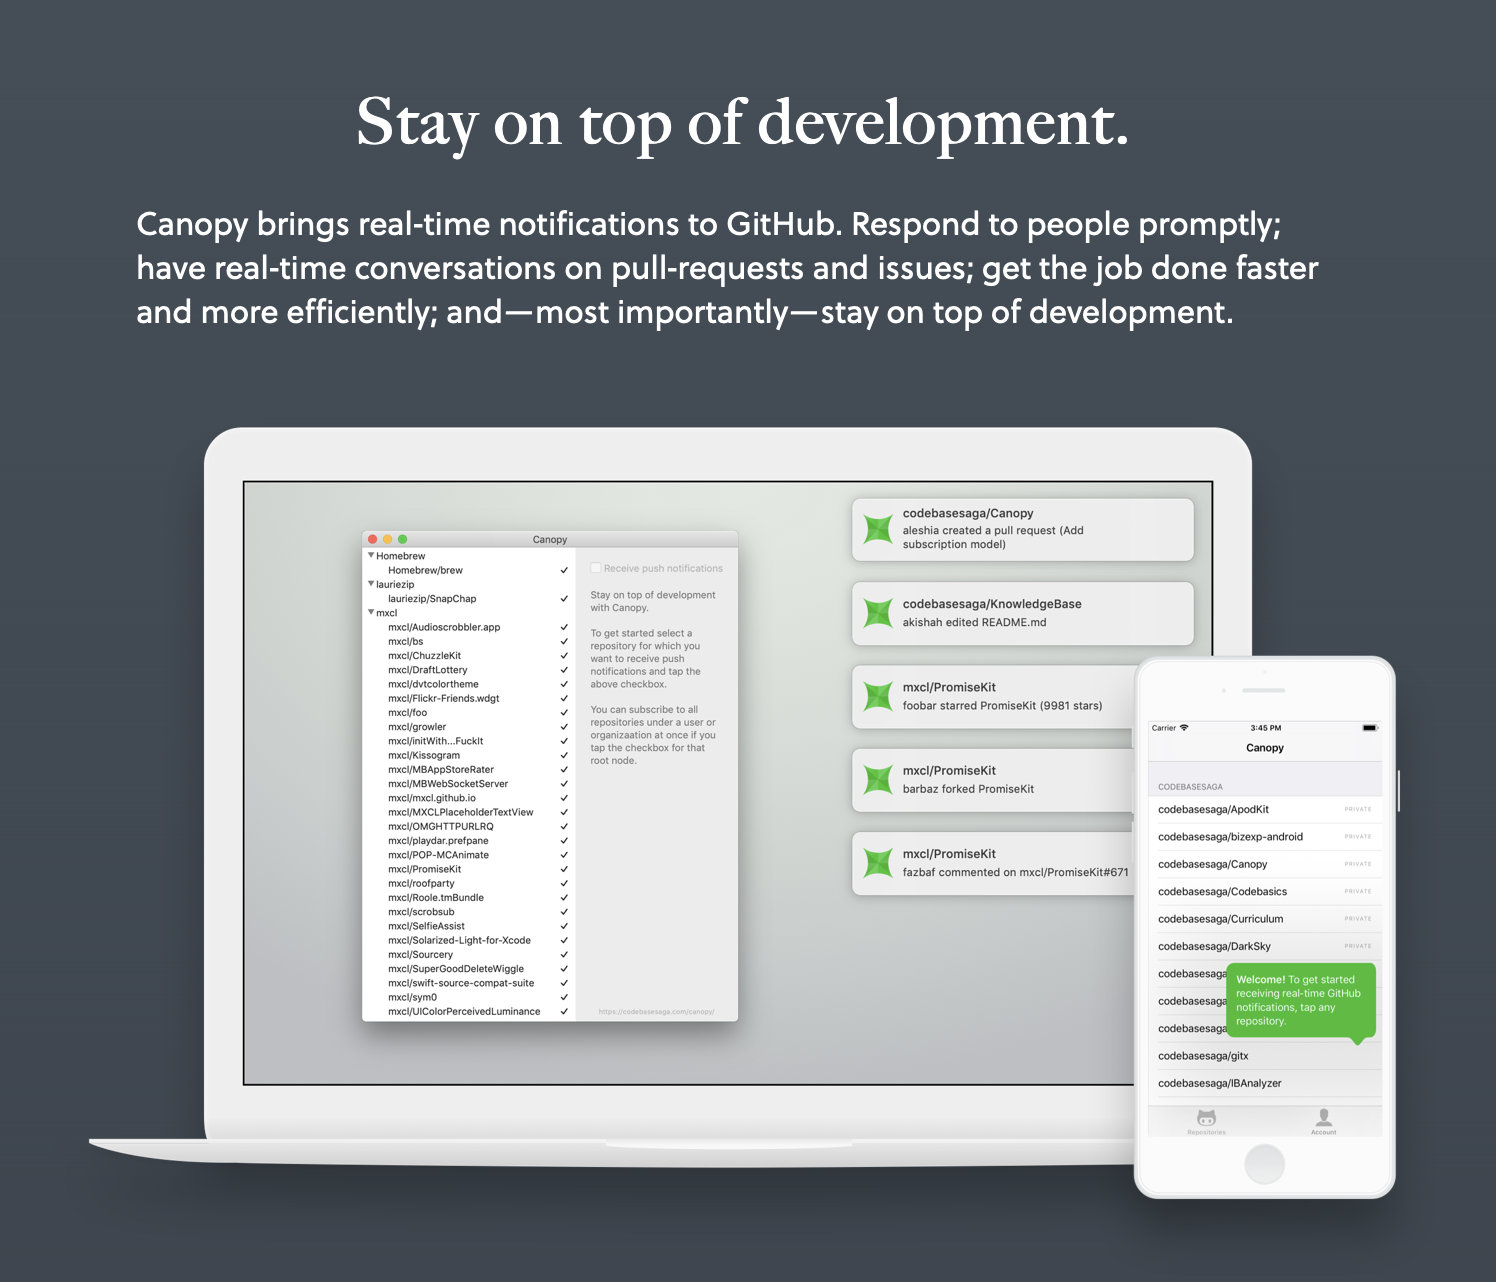 Stay on top of development.
Canopy brings real-time notifications to GitHub. Respond to people promptly;
have real-time conversations on pull-requests and issues; get the job done faster
and more efficiently; and—most importantly—stay on top of development.
Canopy
Homebrew
Homebrew/brew
lauriezip
lauriezip/SnapChap
mxcl
mxcl/Audioscrobbler.app
mxcl/bs
mxcl/ChuzzleKit
mxcl/DraftLottery
mxcl/dvtcolortheme
mxcl/Flickr-Friends.wdgt
mxcl/foo
mxcl/growler
mxcl/initWith...FuckIt
mxcl/Kissogram
mxcl/MBAppStoreRater
mxcl/MBWebSocketServer
mxcl/mxcl.github.io
mxcl/MXCLPlaceholderTextView
mxcl/OMGHTTPURLRQ
mxcl/playdar.prefpane
mxcl/POP-MCAnimate
mxcl/PromiseKit
mxcl/roofparty
mxcl/Roole.tmBundle
mxcl/scrobsub
mxcl/SelfieAssist
mxcl/Solarized-Light-for-Xcode
mxcl/Sourcery
mxcl/SuperGoodDeleteWiggle
mxcl/swift-source-compat-suite
mxcl/sym0
mxcl/UIColorPerceivedLuminance
Receive push notifications
Stay on top of development
with Canopy.
To get started select a
repository for which you
want to receive push
notifications and tap the
above checkbox.
You can subscribe to all
repositories under a user or
organizaation at once if you
tap the checkbox for that
root node.
https://codebasesaga.com/canopy/
codebasesaga/Canopy
aleshia created a pull request (Add
subscription model)
codebasesaga/KnowledgeBase
akishah edited README.md
mxcl/PromiseKit
foobar starred PromiseKit (9981 stars)
mxcl/PromiseKit
barbaz forked PromiseKit
mxcl/PromiseKit
fazbaf commented on mxcl/PromiseKit#671
Carrier 3:45 PM
Canopy
CODEBASESAGA
codebasesaga/ApodKit PRIVATE
codebasesaga/bizexp-android PRIVATE
codebasesaga/Canopy PRIVATE
codebasesaga/Codebasics PRIVATE
codebasesaga/Curriculum PRIVATE
codebasesaga/DarkSky PRIVATE
codebasesaga
codebasesaga
codebasesaga
Welcome! To get started
receiving real-time GitHub
notifications, tap any
repository.
codebasesaga/gitx
codebasesaga/IBAnalyzer
Repositories Account